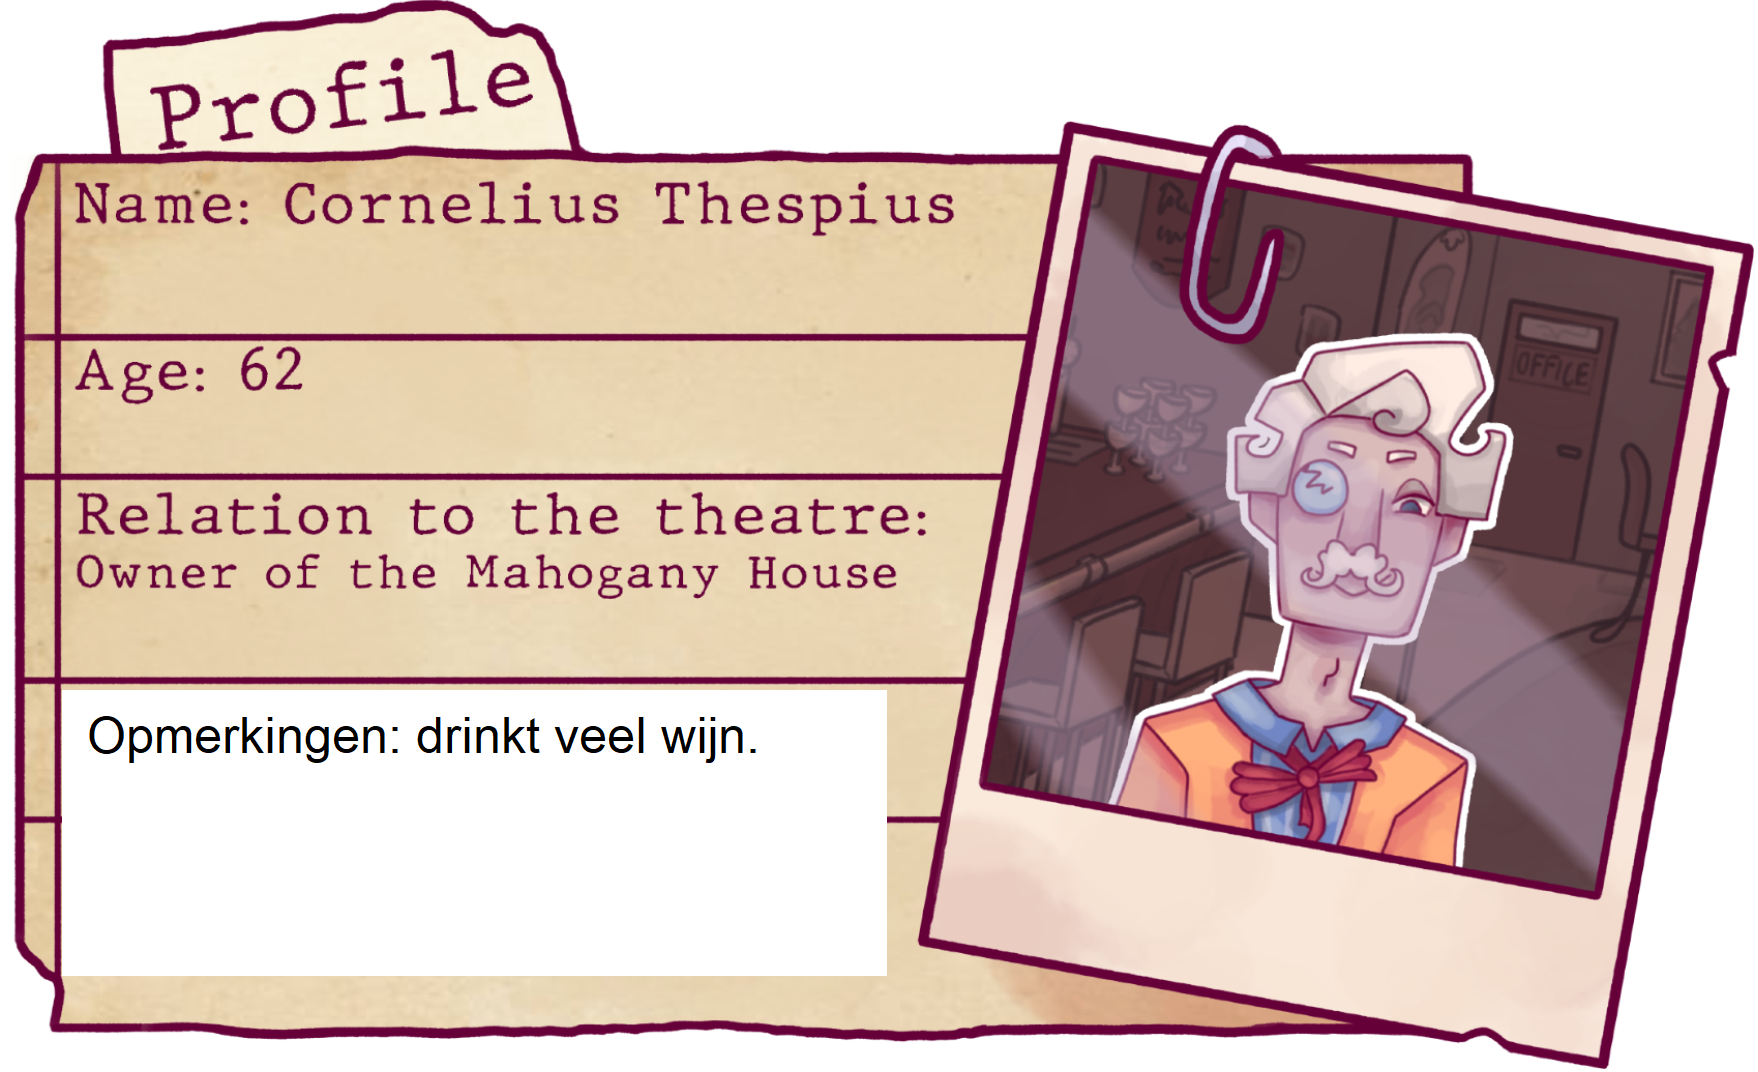 Profile
Name: Cornelius Thespius
Age: 62
Relation to the theatre:
Owner of the Mahogany House
Opmerkingen: drinkt veel wijn.
OFFICE